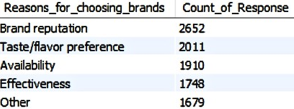 Reasons_for_choosing_brands Count_of_Response
Brand reputation 2652
Taste/flavor preference 2011
Availability 1910
Effectiveness 1748
Other 1679